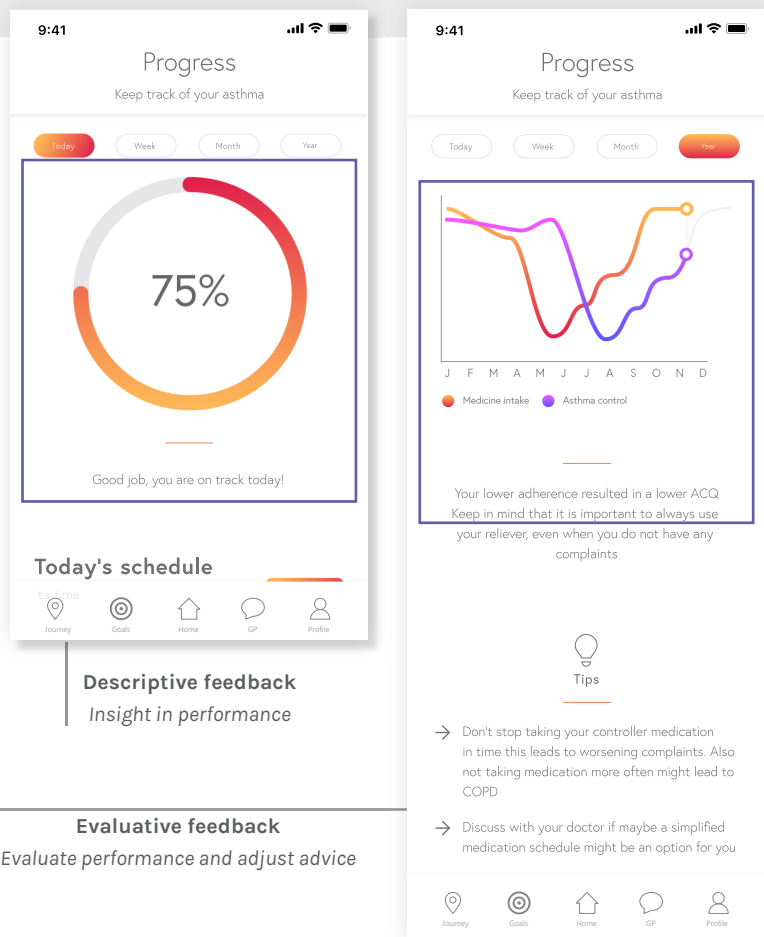 9:41
Progress
Keep track of your asthma
Today Week Month Year
75%
Good job, you are on track today!
Today's schedule
t's time
Journey Goals Home GP Profile
Descriptive feedback
Insight in performance
Evaluative feedback
Evaluate performance and adjust advice
9:41
Progress
Keep track of your asthma
Today Week Month Year
J F M A M J J A S O N D
Medicine intake Asthma control
Your lower adherence resulted in a lower ACQ
Keep in mind that it is important to always use
your reliever, even when you do not have any
complaints
Tips
Don't stop taking your controller medication
in time this leads to worsening complaints. Also
not taking medication more often might lead to
COPD
Discuss with your doctor if maybe a simplified
medication schedule might be an option for you
Journey Goals Home GP Profile